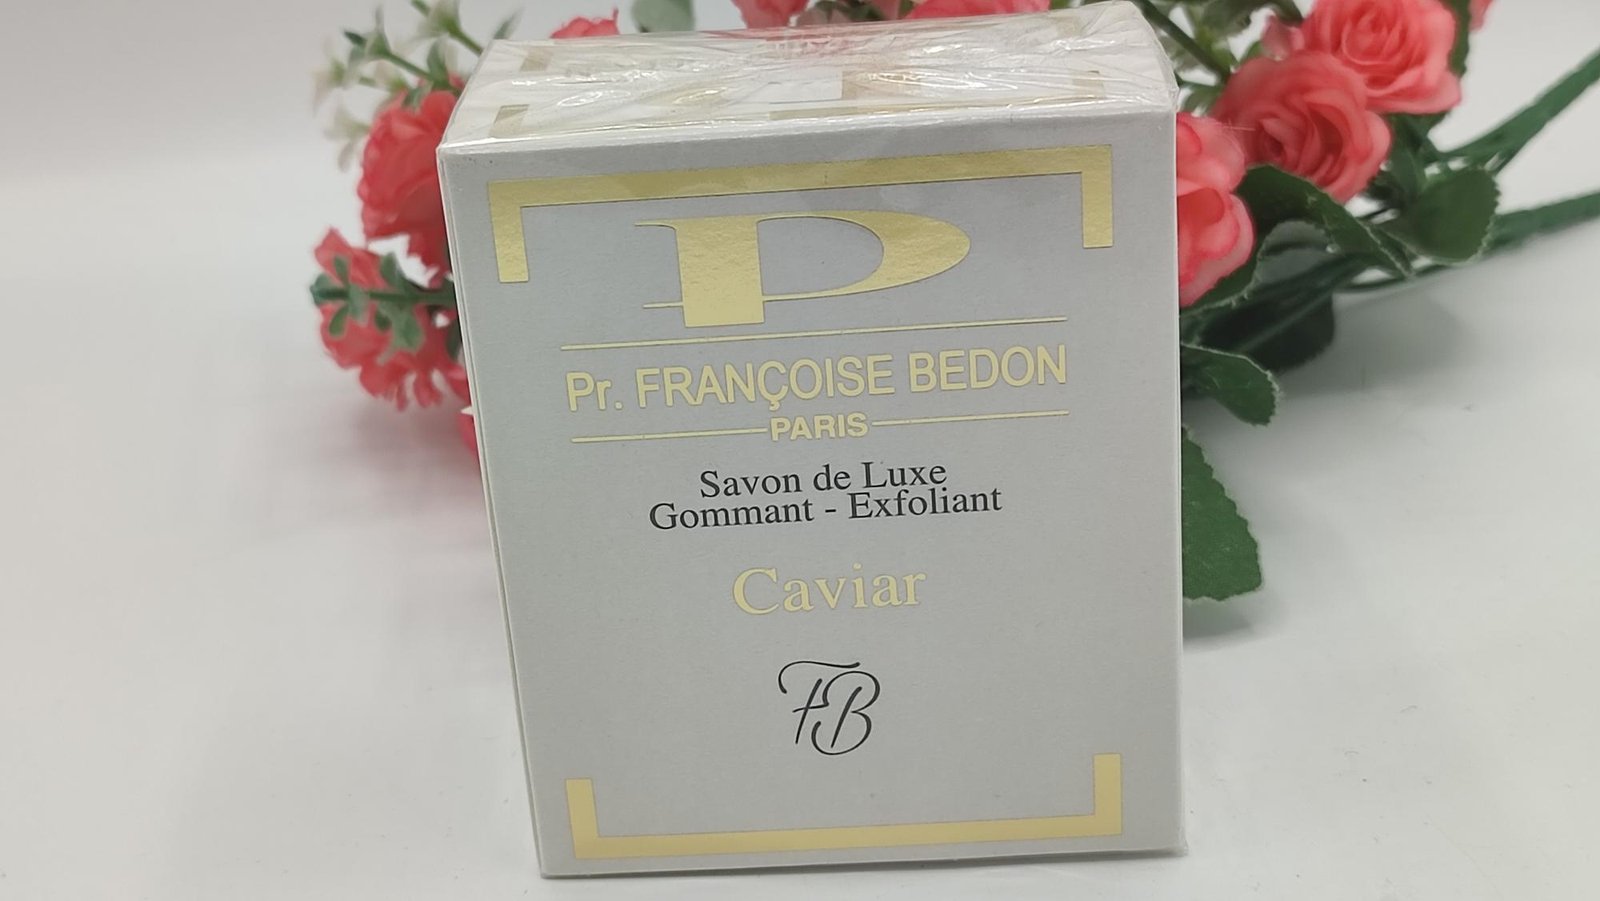 P
Pr. FRANÇOISE BEDON
PARIS
Savon de Luxe
Gommant - Exfoliant
Caviar
FB